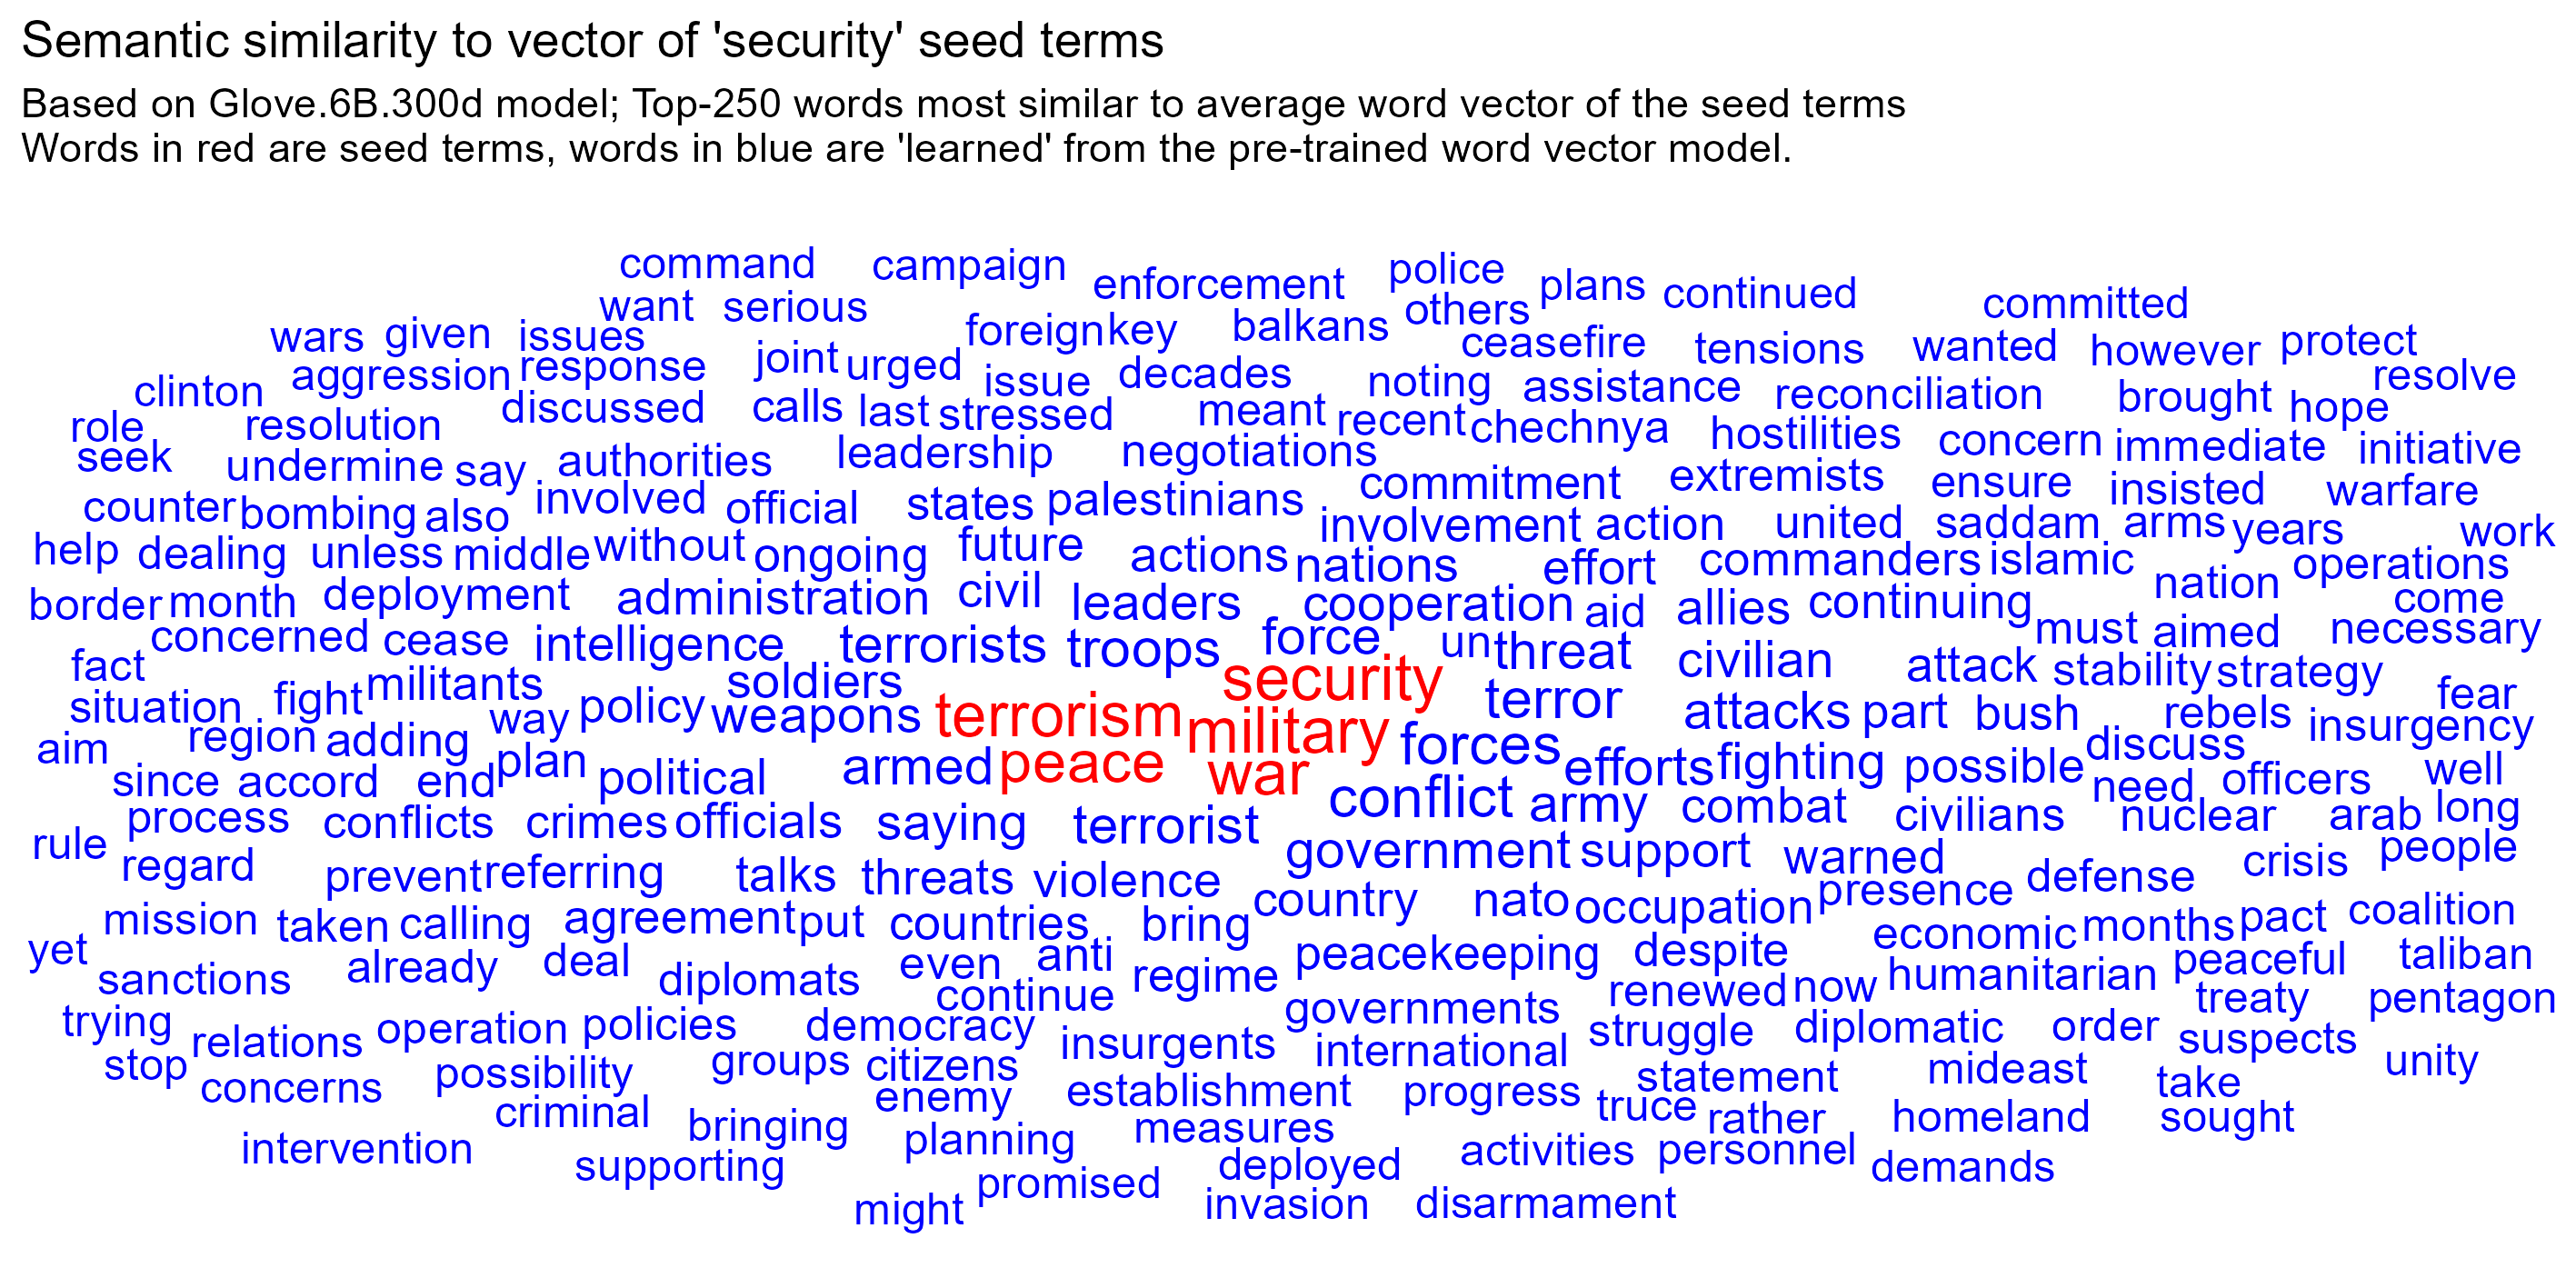 Semantic similarity to vector of 'security' seed terms
Based on Glove.6B.300d model; Top-250 words most similar to average word vector of the seed terms
Words in red are seed terms, words in blue are 'learned' from the pre-trained word vector model.
command campaign enforcement police plans continued committed
want serious others
wars given issues foreign key balkans ceasefire tensions wanted however protect
clinton aggression response joint urged issue decades noting assistance reconciliation brought hope resolve
role resolution discussed calls last stressed meant recent chechnya hostilities concern immediate initiative
seek undermine say authorities leadership negotiations commitment extremists ensure insisted warfare
counter bombing also involved official states palestinians involvement action united saddam arms years work
help dealing unless middle without ongoing future actions nations effort commanders islamic nation operations
border month deployment administration civil leaders cooperation aid allies continuing must aimed come necessary
concerned cease intelligence terrorists troops force un threat civilian attack stability strategy
fact situation fight militants way policy soldiers weapons terrorism security military terror attacks part bush rebels fear insurgency
aim region adding plan political armed peace war forces efforts fighting possible discuss
since accord end conflict army combat need officers well
rule process conflicts crimes officials saying terrorist civilians nuclear arab long
regard prevent referring talks threats violence government support warned presence defense crisis people
mission taken calling agreement put countries bring country nato occupation economic months pact coalition
yet sanctions already deal diplomats even anti regime peacekeeping despite humanitarian peaceful taliban
trying relations operation policies continue democracy governments renewed now treaty pentagon
stop concerns possibility groups citizens insurgents international struggle diplomatic order suspects unity
criminal bringing enemy establishment progress statement mideast take
intervention planning measures truce rather homeland sought
supporting promised deployed activities personnel demands
might invasion disarmament